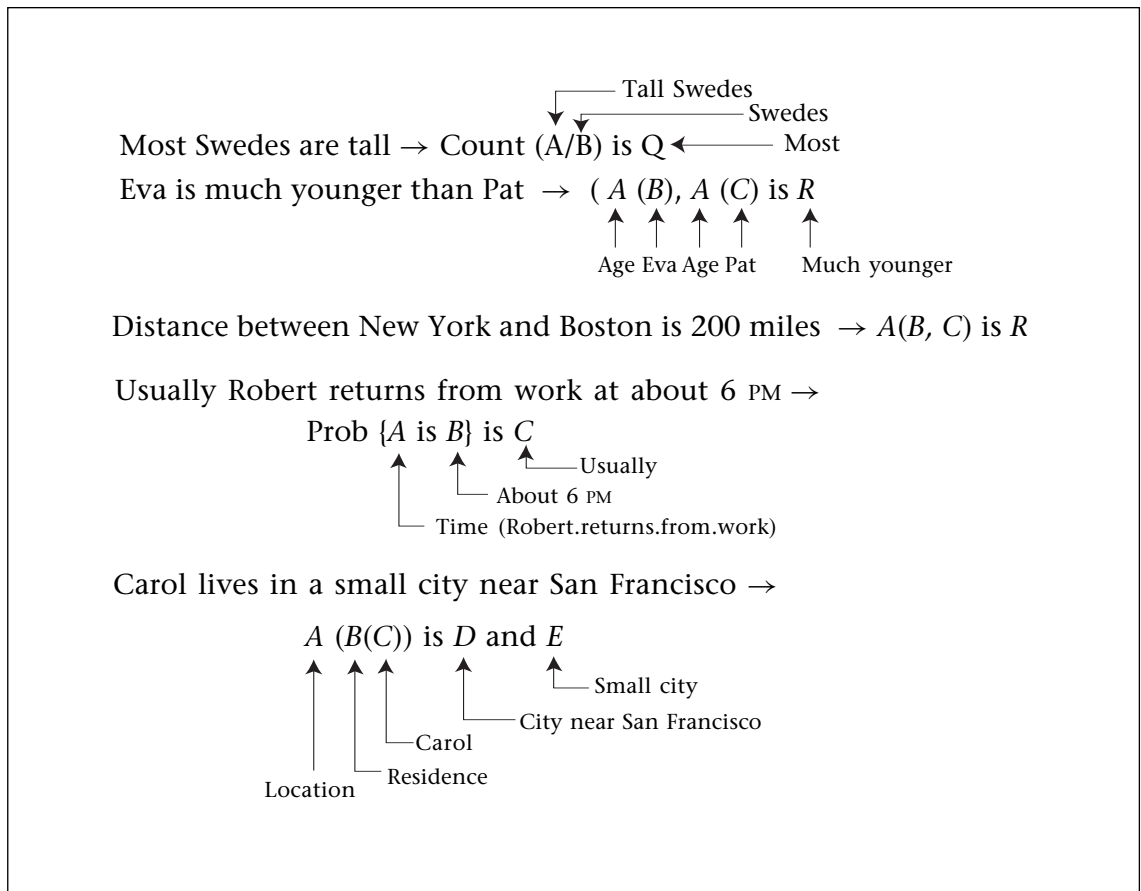 Tall Swedes
Swedes
Most Swedes are tall → Count (A/B) is Q
Most
Eva is much younger than Pat → ( A (B), A (C) is R
Age Eva Age Pat Much younger
Distance between New York and Boston is 200 miles → A(B, C) is R
Usually Robert returns from work at about 6 PM →
Prob {A is B} is C
Usually
About 6 PM
Time (Robert.returns.from.work)
Carol lives in a small city near San Francisco →
A (B(C)) is D and E
Small city
City near San Francisco
Carol
Residence
Location